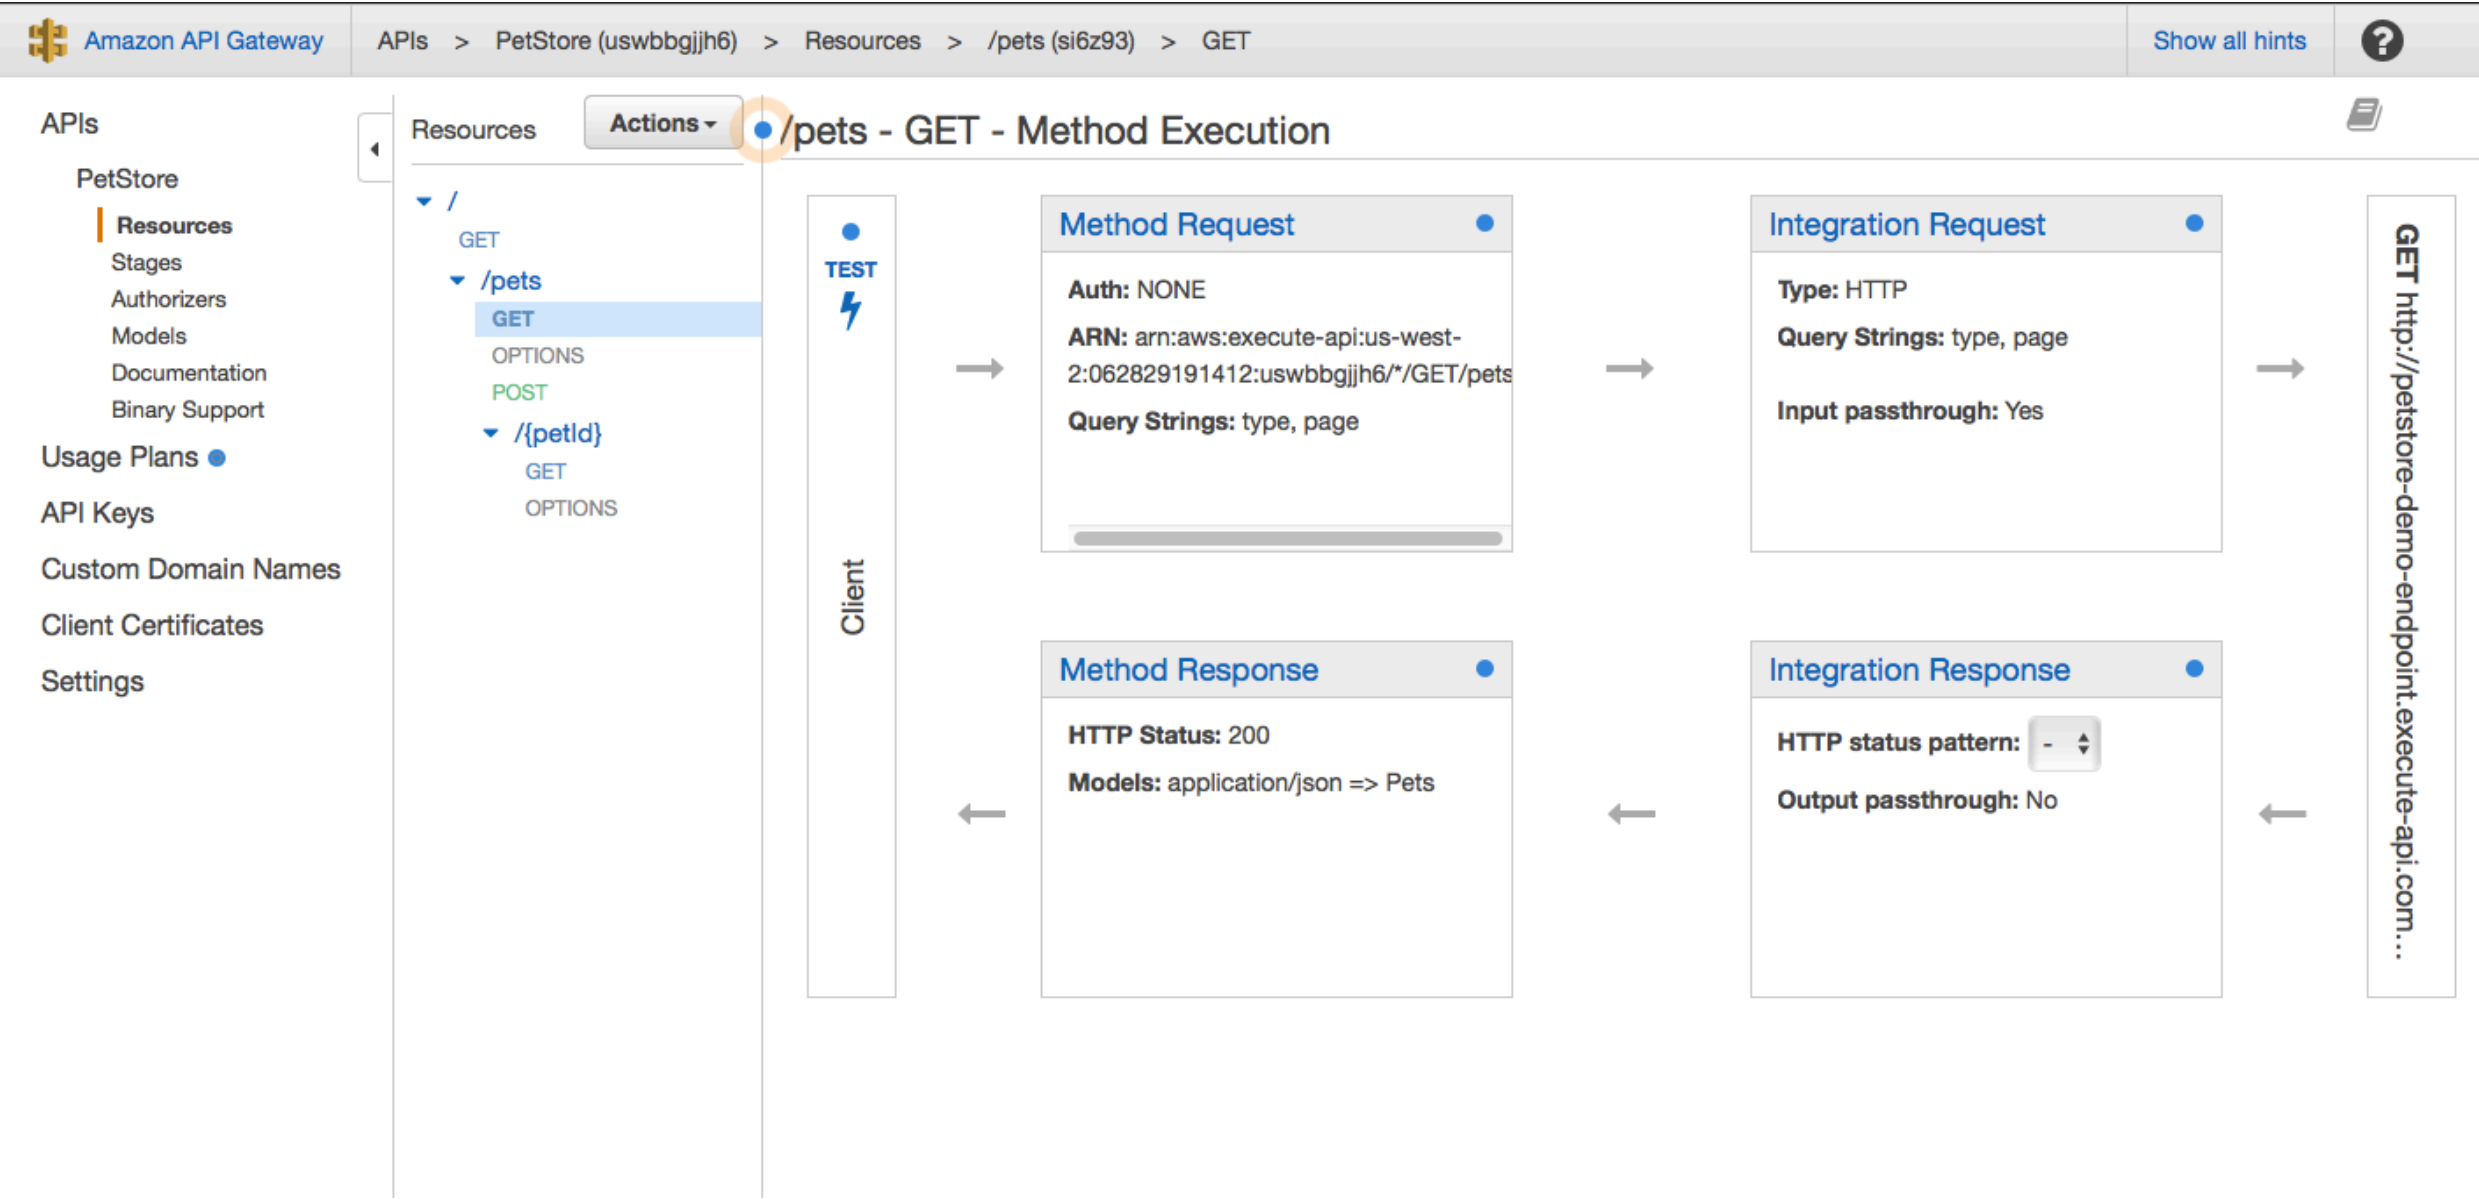 Amazon API Gateway
APIs > PetStore (uswbbgjjh6) > Resources > /pets (si6z93) > GET
Show all hints
?
APIs
PetStore
Resources
Stages
Authorizers
Models
Documentation
Binary Support
Usage Plans
API Keys
Custom Domain Names
Client Certificates
Settings
Resources
Actions
/
GET
/pets
GET
OPTIONS
POST
/{petId}
GET
OPTIONS
/pets - GET - Method Execution
TEST
Client
Method Request
Auth: NONE
ARN: arn:aws:execute-api:us-west-
2:062829191412:uswbbgjjh6/*/GET/pets
Query Strings: type, page
Integration Request
Type: HTTP
Query Strings: type, page
Input passthrough: Yes
GET http://petstore-demo-endpoint.execute-api.com...
Method Response
HTTP Status: 200
Models: application/json => Pets
Integration Response
HTTP status pattern: -
Output passthrough: No